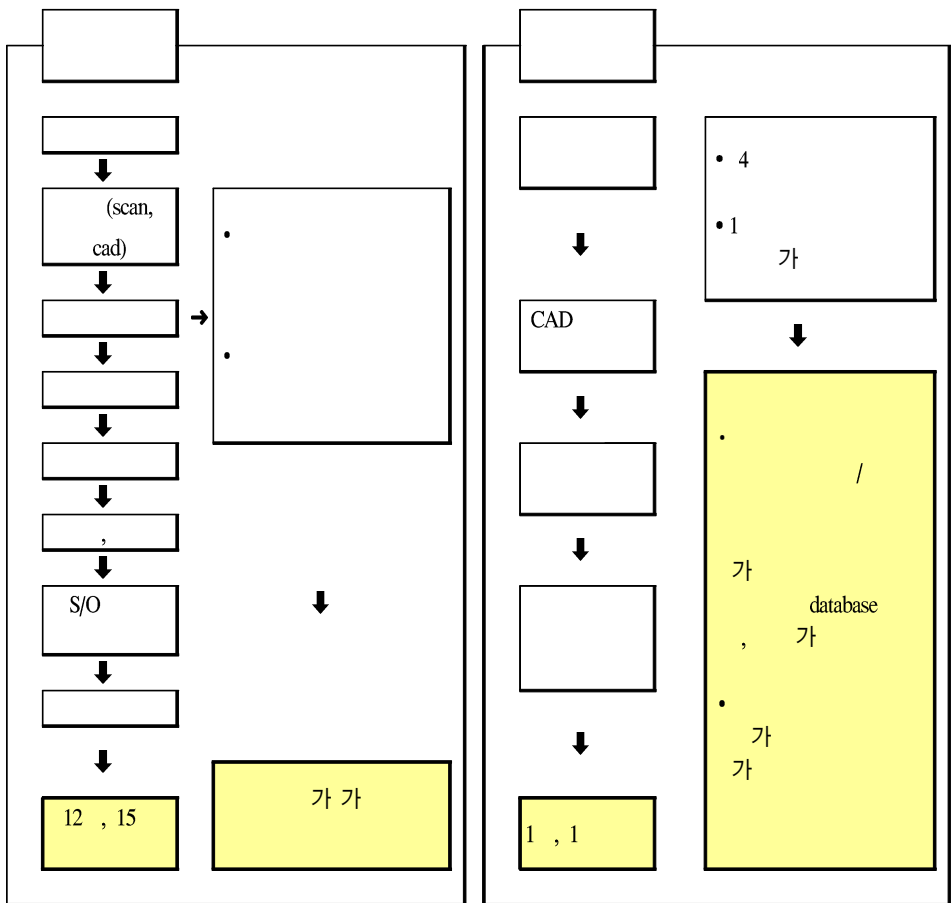 (scan,
cad)
•
•
,
S/O
12 , 15
가 가
CAD
1 , 1
• 4
• 1
가
•
/
가
database
, 가
•
가
가